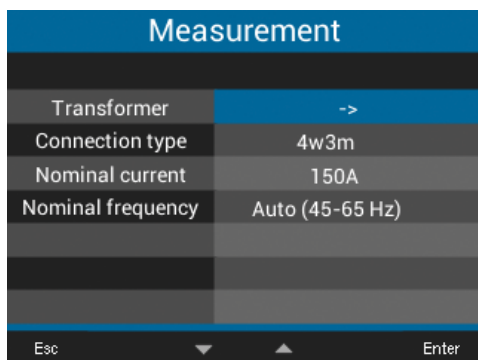 Measurement
Transformer ->
Connection type 4w3m
Nominal current 150A
Nominal frequency Auto (45-65 Hz)
Esc Enter